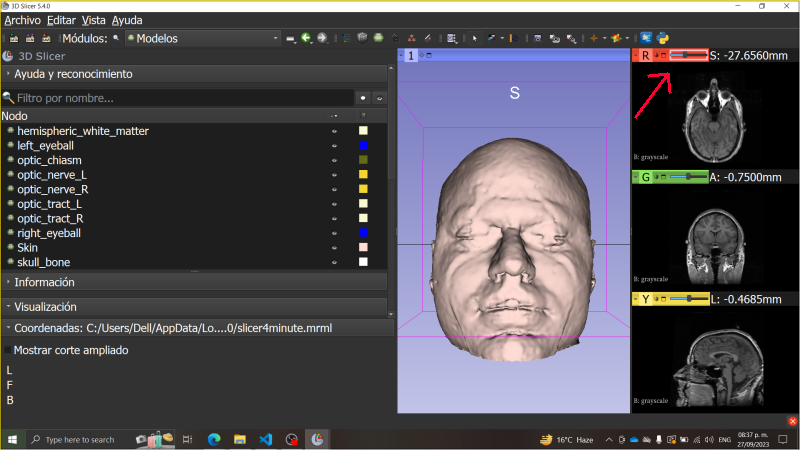 3D Slicer 5.4.0
Archivo Editar Vista Ayuda
Módulos: Modelos
3D Slicer
Ayuda y reconocimiento
Filtro por nombre...
Nodo
hemispheric_white_matter
left_eyeball
optic_chiasm
optic_nerve_L
optic_nerve_R
optic_tract_L
optic_tract_R
right_eyeball
Skin
skull_bone
Información
Visualización
Coordenadas: C:/Users/Dell/AppData/Lo....0/slicer4minute.mrml
Mostrar corte ampliado
L
F
B
1
S
R S: -27.6560mm
B: grayscale
G A: -0.7500mm
B: grayscale
Y L: -0.4685mm
B: grayscale
Type here to search
16°C Haze
ENG
08:37 p. m.
27/09/2023